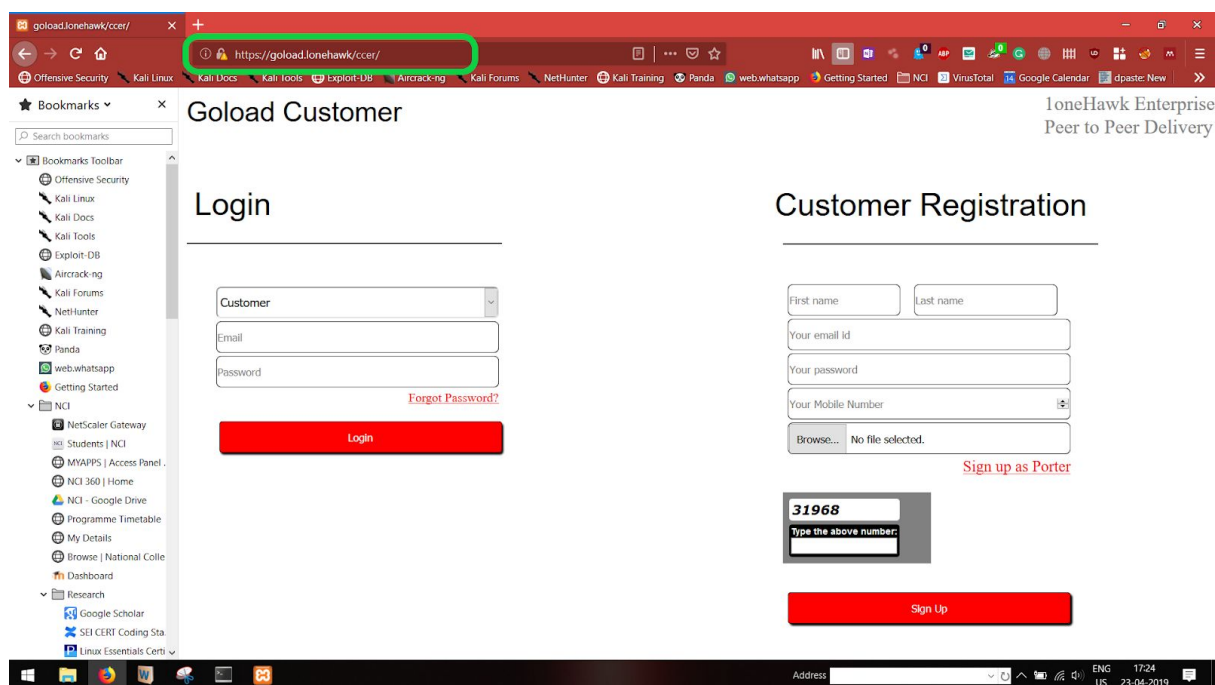 goload.lonehawk/ccer/
https://goload.lonehawk/ccer/
Offensive Security Kali Linux Kali Docs Kali Tools Exploit-DB Aircrack-ng Kali Forums NetHunter Kali Training Panda web.whatsapp Getting Started NCI VirusTotal Google Calendar dpaste: New
Bookmarks
Search bookmarks
Bookmarks Toolbar
Offensive Security
Kali Linux
Kali Docs
Kali Tools
Exploit-DB
Aircrack-ng
Kali Forums
NetHunter
Kali Training
Panda
web.whatsapp
Getting Started
NCI
NetScaler Gateway
Students | NCI
MYAPPS | Access Panel .
NCI 360 | Home
NCI - Google Drive
Programme Timetable
My Details
Browse | National Colle
Dashboard
Research
Google Scholar
SEI CERT Coding Sta
Linux Essentials Certi
Goload Customer
1oneHawk Enterprise
Peer to Peer Delivery
Login
Customer
Email
Password
Forgot Password?
Login
Customer Registration
First name Last name
Your email id
Your password
Your Mobile Number
Browse... No file selected.
Sign up as Porter
31968
Type the above number:
Sign Up
Address
ENG
US
17:24
23-04-2019